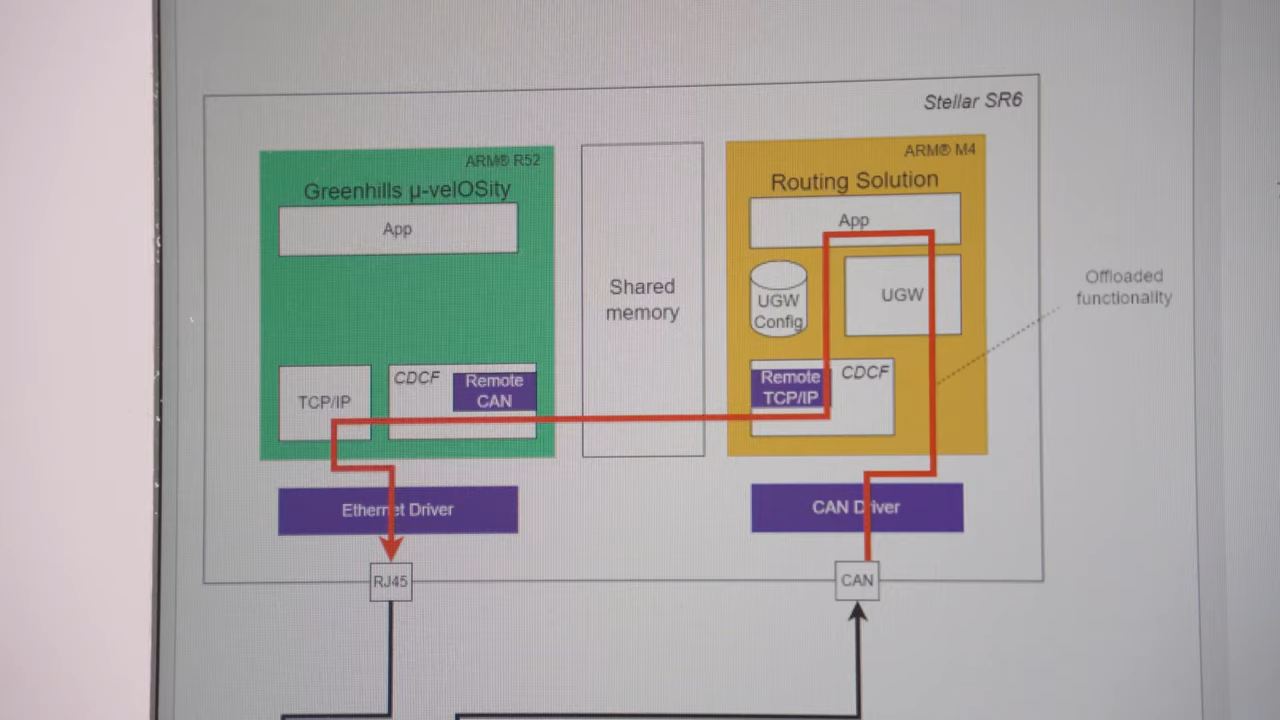 Stellar SR6
ARM® R52
Greenhills µ-velOSity
App
TCP/IP
CDCF
Remote
CAN
Ethernet Driver
RJ45
Shared
memory
ARM® M4
Routing Solution
App
UGW
Config
UGW
Remote
TCP/IP
CDCF
CAN Driver
CAN
Offloaded
functionality